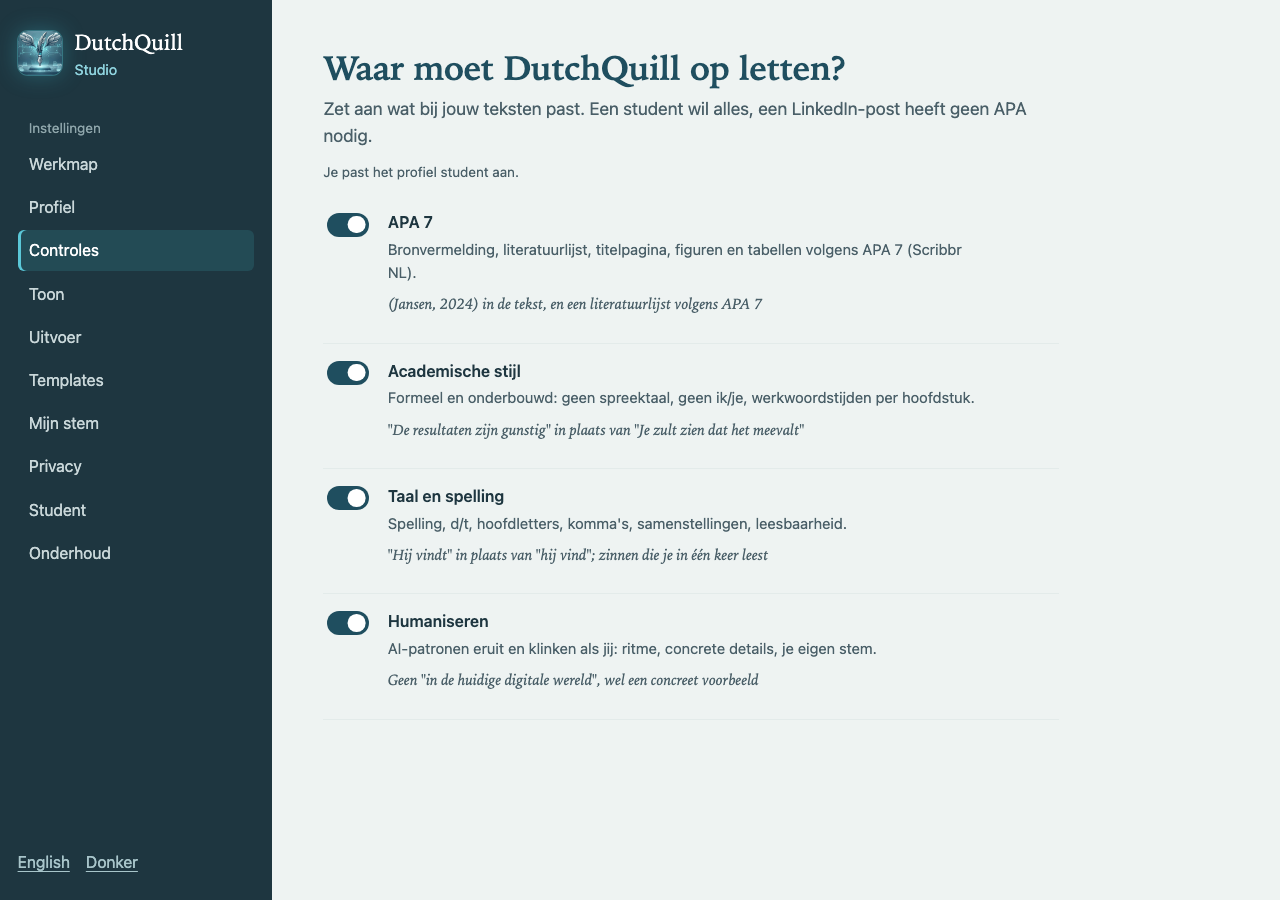 DutchQuill
Studio
Instellingen
Werkmap
Profiel
Controles
Toon
Uitvoer
Templates
Mijn stem
Privacy
Student
Onderhoud
English Donker
Waar moet DutchQuill op letten?
Zet aan wat bij jouw teksten past. Een student wil alles, een LinkedIn-post heeft geen APA
nodig.
Je past het profiel student aan.
APA 7
Bronvermelding, literatuurlijst, titelpagina, figuren en tabellen volgens APA 7 (Scribbr
NL).
(Jansen, 2024) in de tekst, en een literatuurlijst volgens APA 7
Academische stijl
Formeel en onderbouwd: geen spreektaal, geen ik/je, werkwoordstijden per hoofdstuk.
"De resultaten zijn gunstig" in plaats van "Je zult zien dat het meevalt"
Taal en spelling
Spelling, d/t, hoofdletters, komma's, samenstellingen, leesbaarheid.
"Hij vindt" in plaats van "hij vind"; zinnen die je in één keer leest
Humaniseren
AI-patronen eruit en klinken als jij: ritme, concrete details, je eigen stem.
Geen "in de huidige digitale wereld", wel een concreet voorbeeld